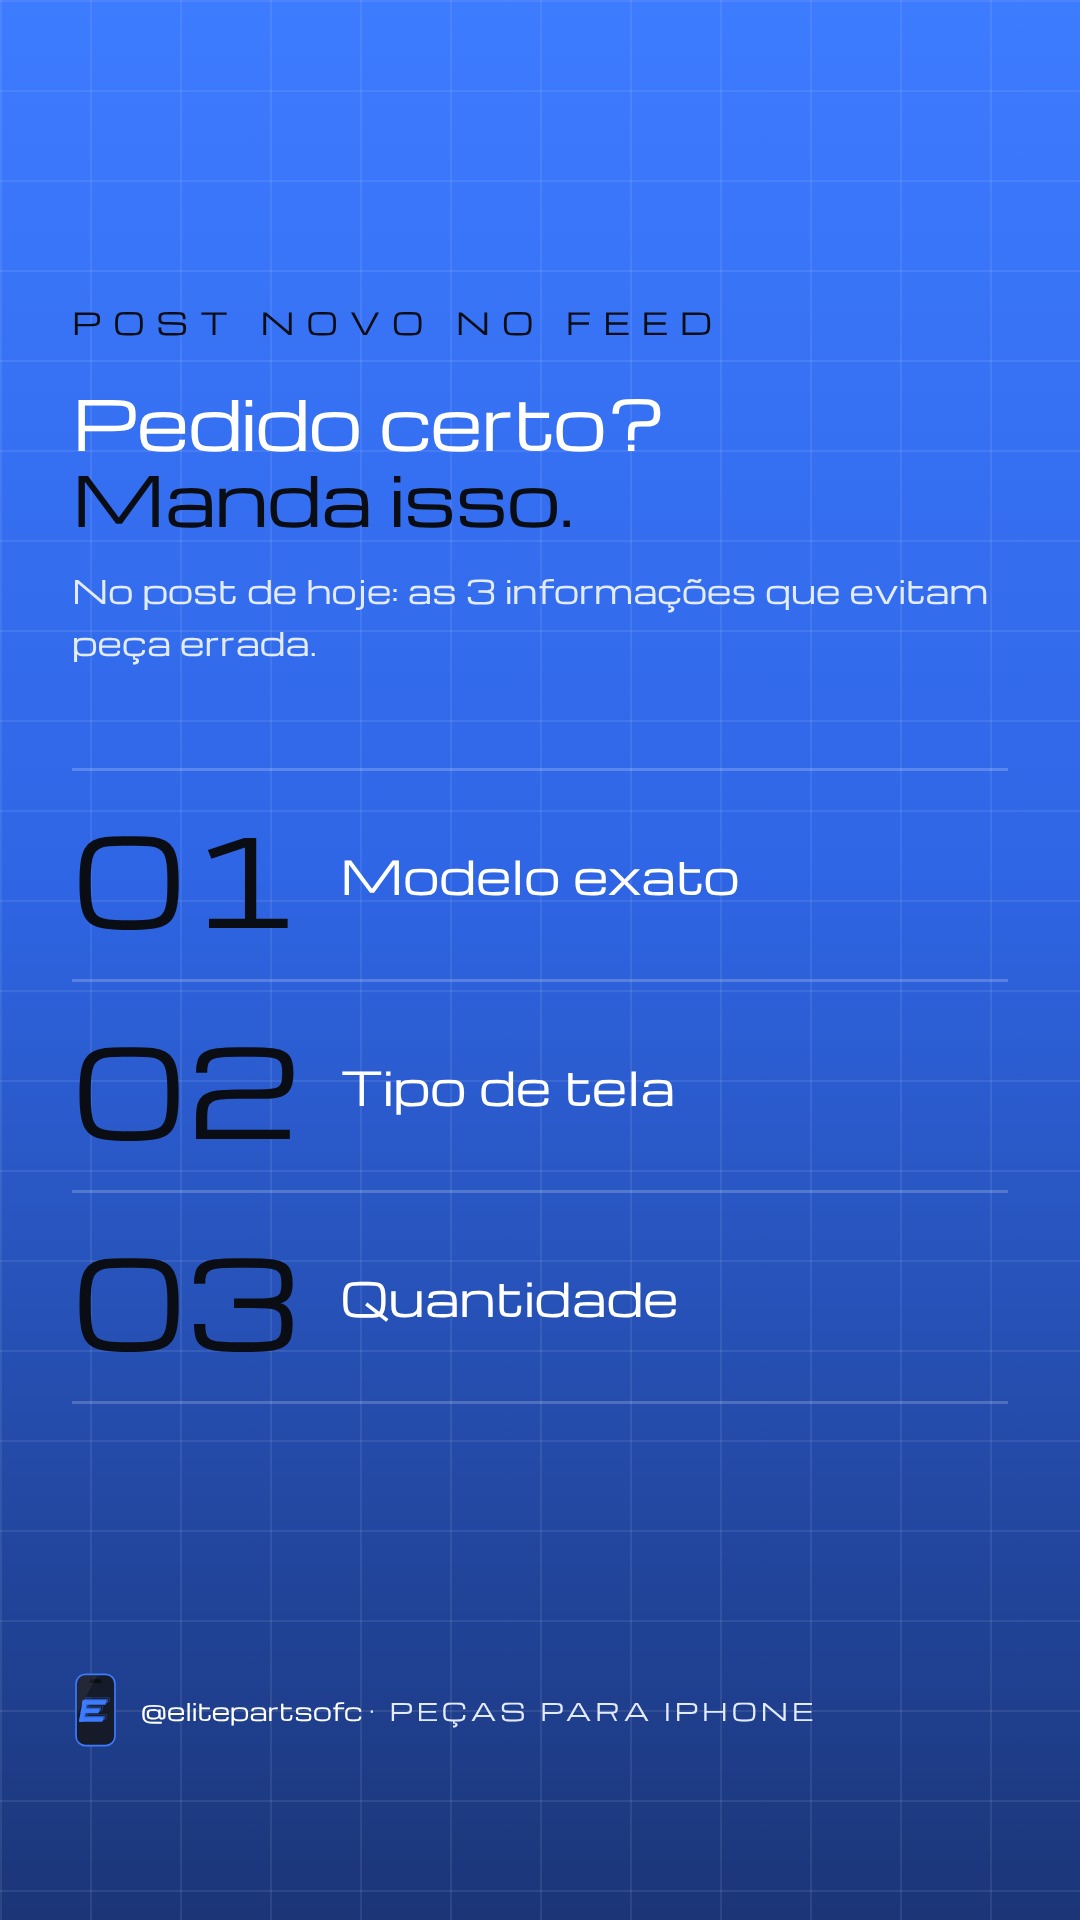 POST NOVO NO FEED
Pedido certo?
Manda isso.
No post de hoje: as 3 informações que evitam
peça errada.
01 Modelo exato
02 Tipo de tela
03 Quantidade
E @elitepartsofc · PEÇAS PARA IPHONE